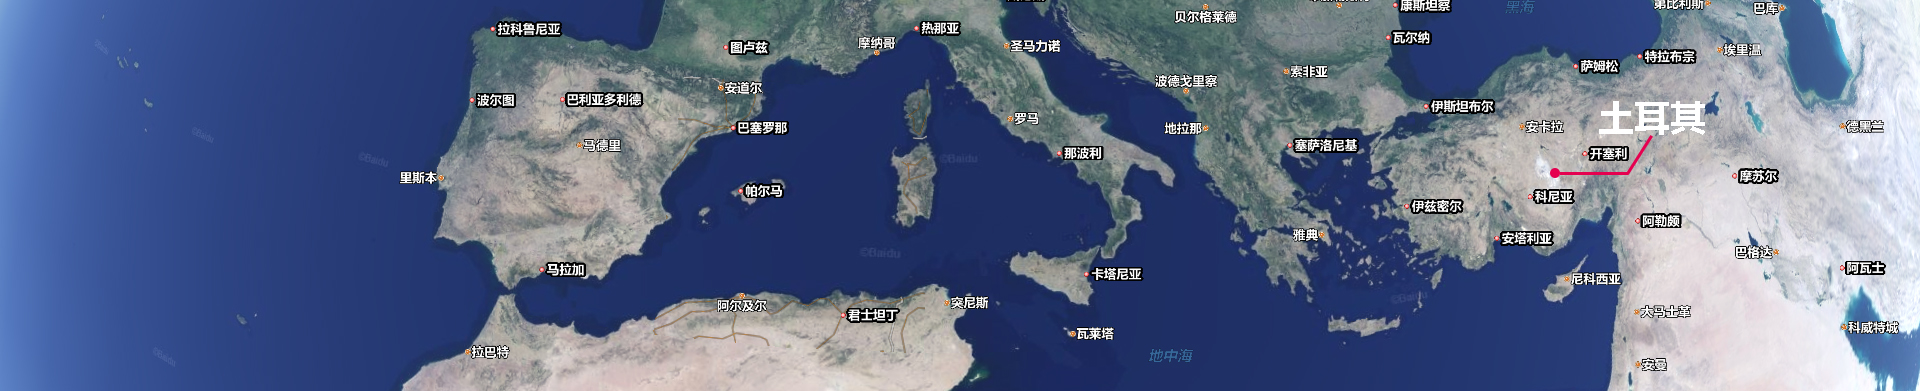 康斯坦察
第比利斯
巴库
黑海
贝尔格莱德
拉科鲁尼亚
热那亚
瓦尔纳
摩纳哥
圣马力诺
图卢兹
埃里温
特拉布宗
萨姆松
索非亚
波德戈里察
安道尔
波尔图
巴利亚多利德
伊斯坦布尔
土耳其
罗马
安卡拉
德黑兰
巴塞罗那
地拉那
马德里
塞萨洛尼基
那波利
开塞利
©Baidu
©Baidu
©Baidu
里斯本
摩苏尔
帕尔马
科尼亚
伊兹密尔
阿勒颇
雅典
安塔利亚
©Baidu
巴格达
马拉加
卡塔尼亚
阿瓦士
尼科西亚
©Baidu
阿尔及尔
突尼斯
君士坦丁
大马士革
科威特城
瓦莱塔
拉巴特
地中海
©Baidu
安曼